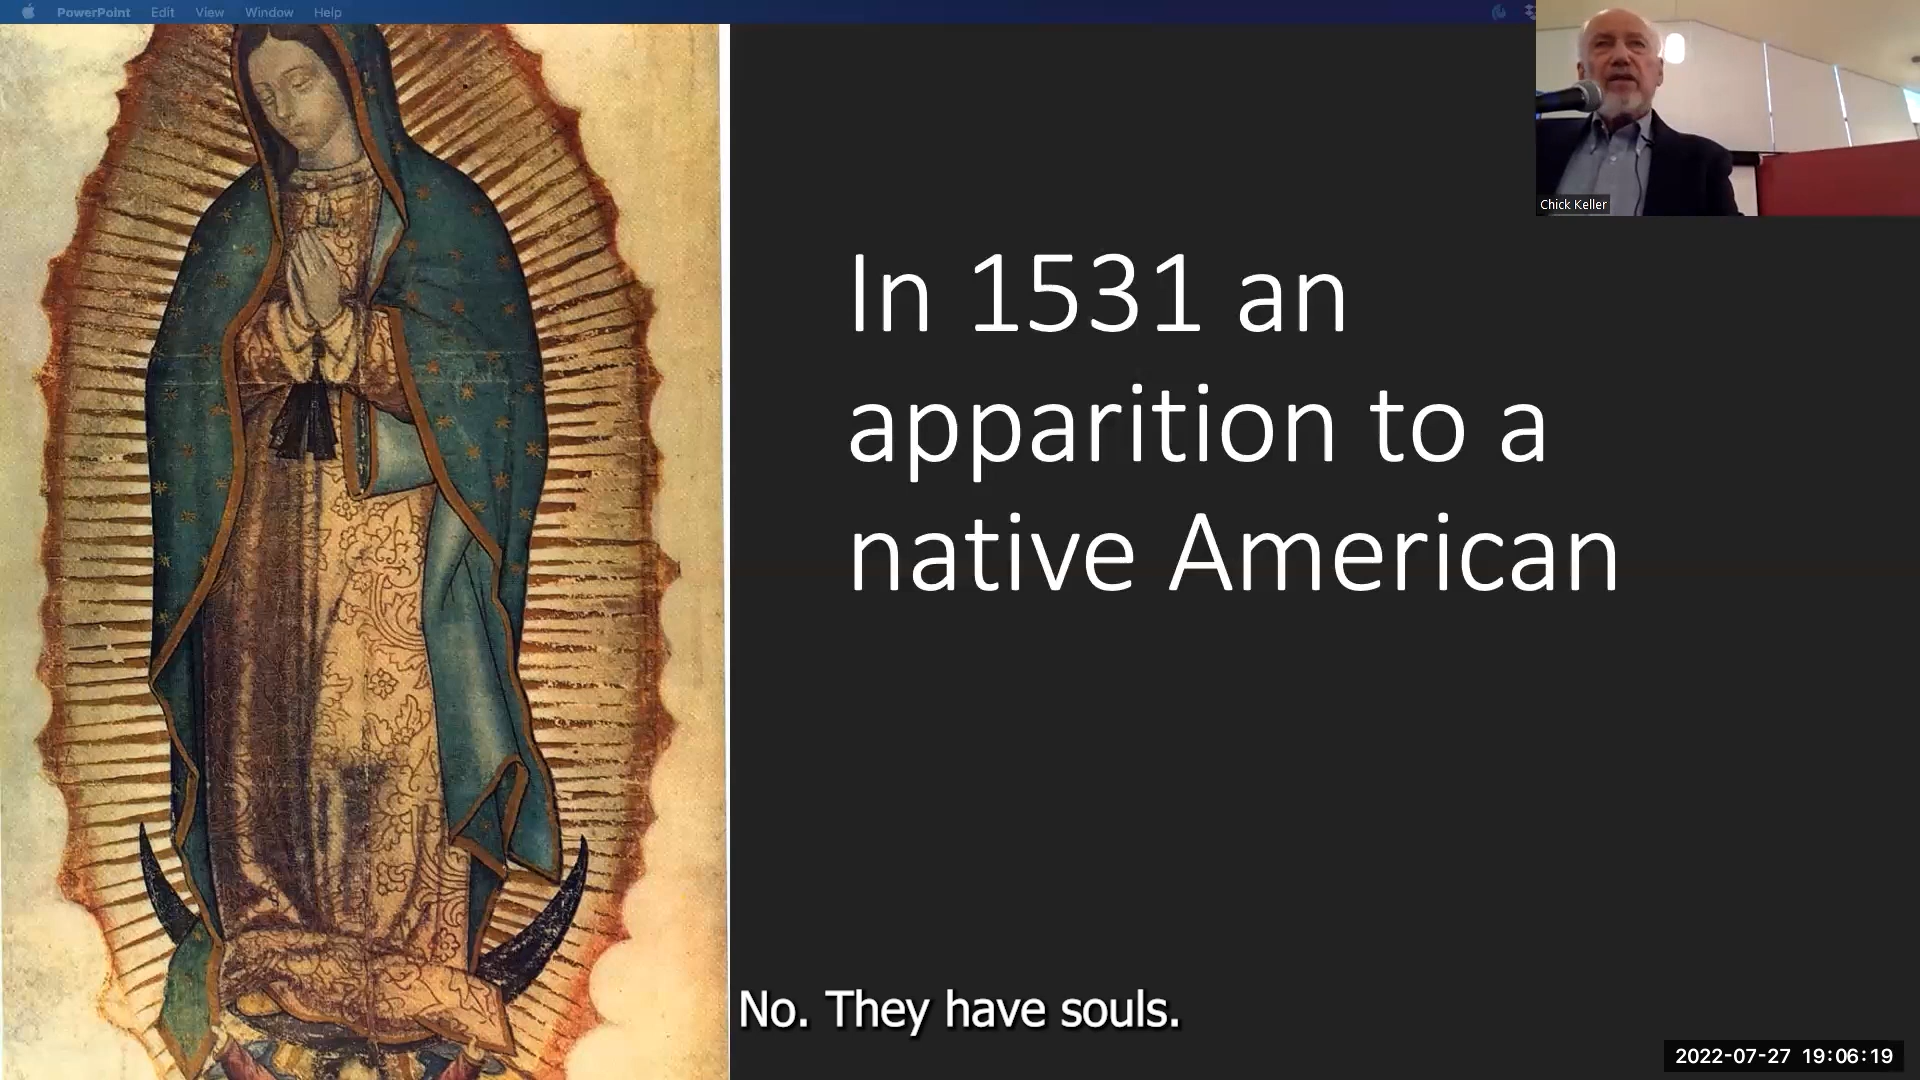 PowerPoint Edit View Window Help
Chick Keller
In 1531 an
apparition to a
native American
No. They have souls.
2022-07-27 19:06:19